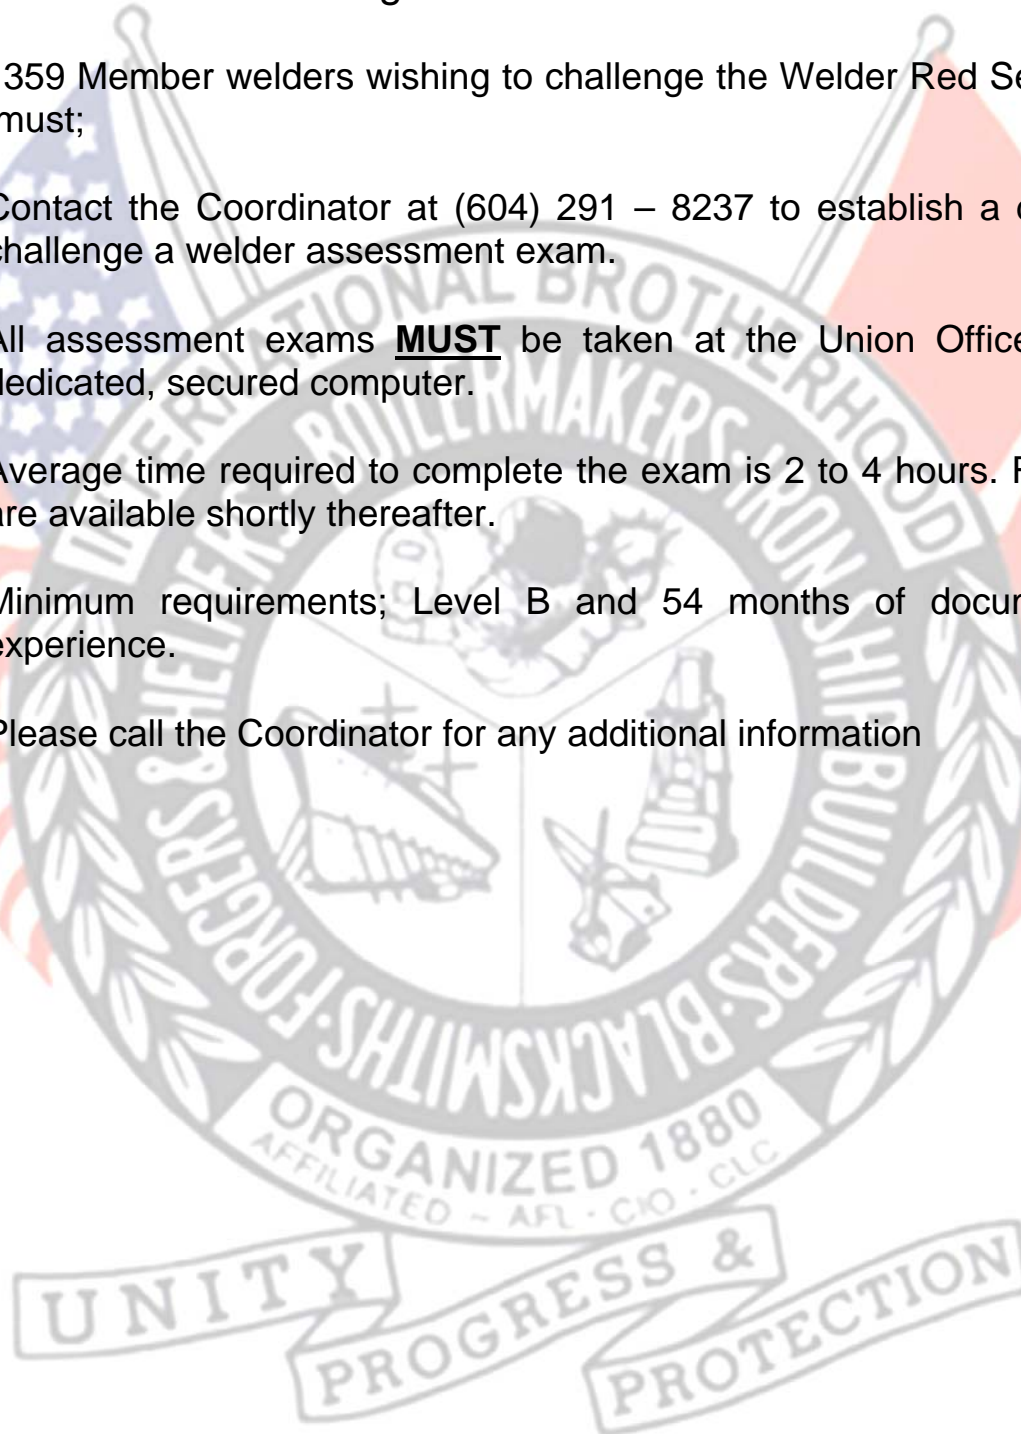 359 Member welders wishing to challenge the Welder Red Se
must;
Contact the Coordinator at (604) 291 – 8237 to establish a
challenge a welder assessment exam.
All assessment exams MUST be taken at the Union Office
dedicated, secured computer.
Average time required to complete the exam is 2 to 4 hours.
are available shortly thereafter.
Minimum requirements; Level B and 54 months of docu
experience.
Please call the Coordinator for any additional information
INTERNATIONAL BROTHERHOOD
BOILERMAKERS · IRON SHIP BUILDERS · BLACKSMITHS · FORGERS & HELPERS
ORGANIZED 1880
AFFILIATED ~ AFL · CIO · CLC
UNITY
PROGRESS &
PROTECTION